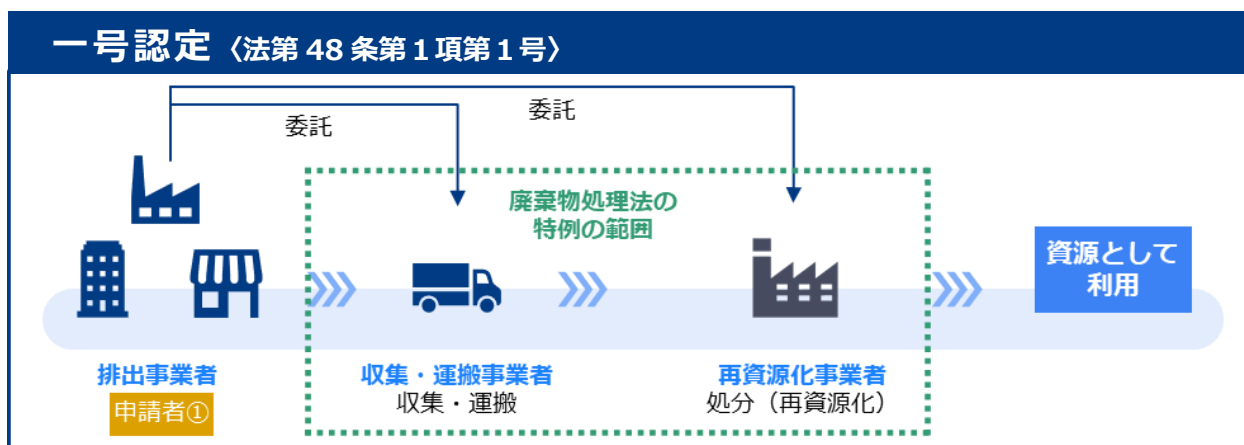 一号認定〈法第 48 条第１項第１号〉
委託
委託
廃棄物処理法の
特例の範囲
資源として
利用
排出事業者
申請者①
収集・運搬事業者
収集・運搬
再資源化事業者
処分（再資源化）